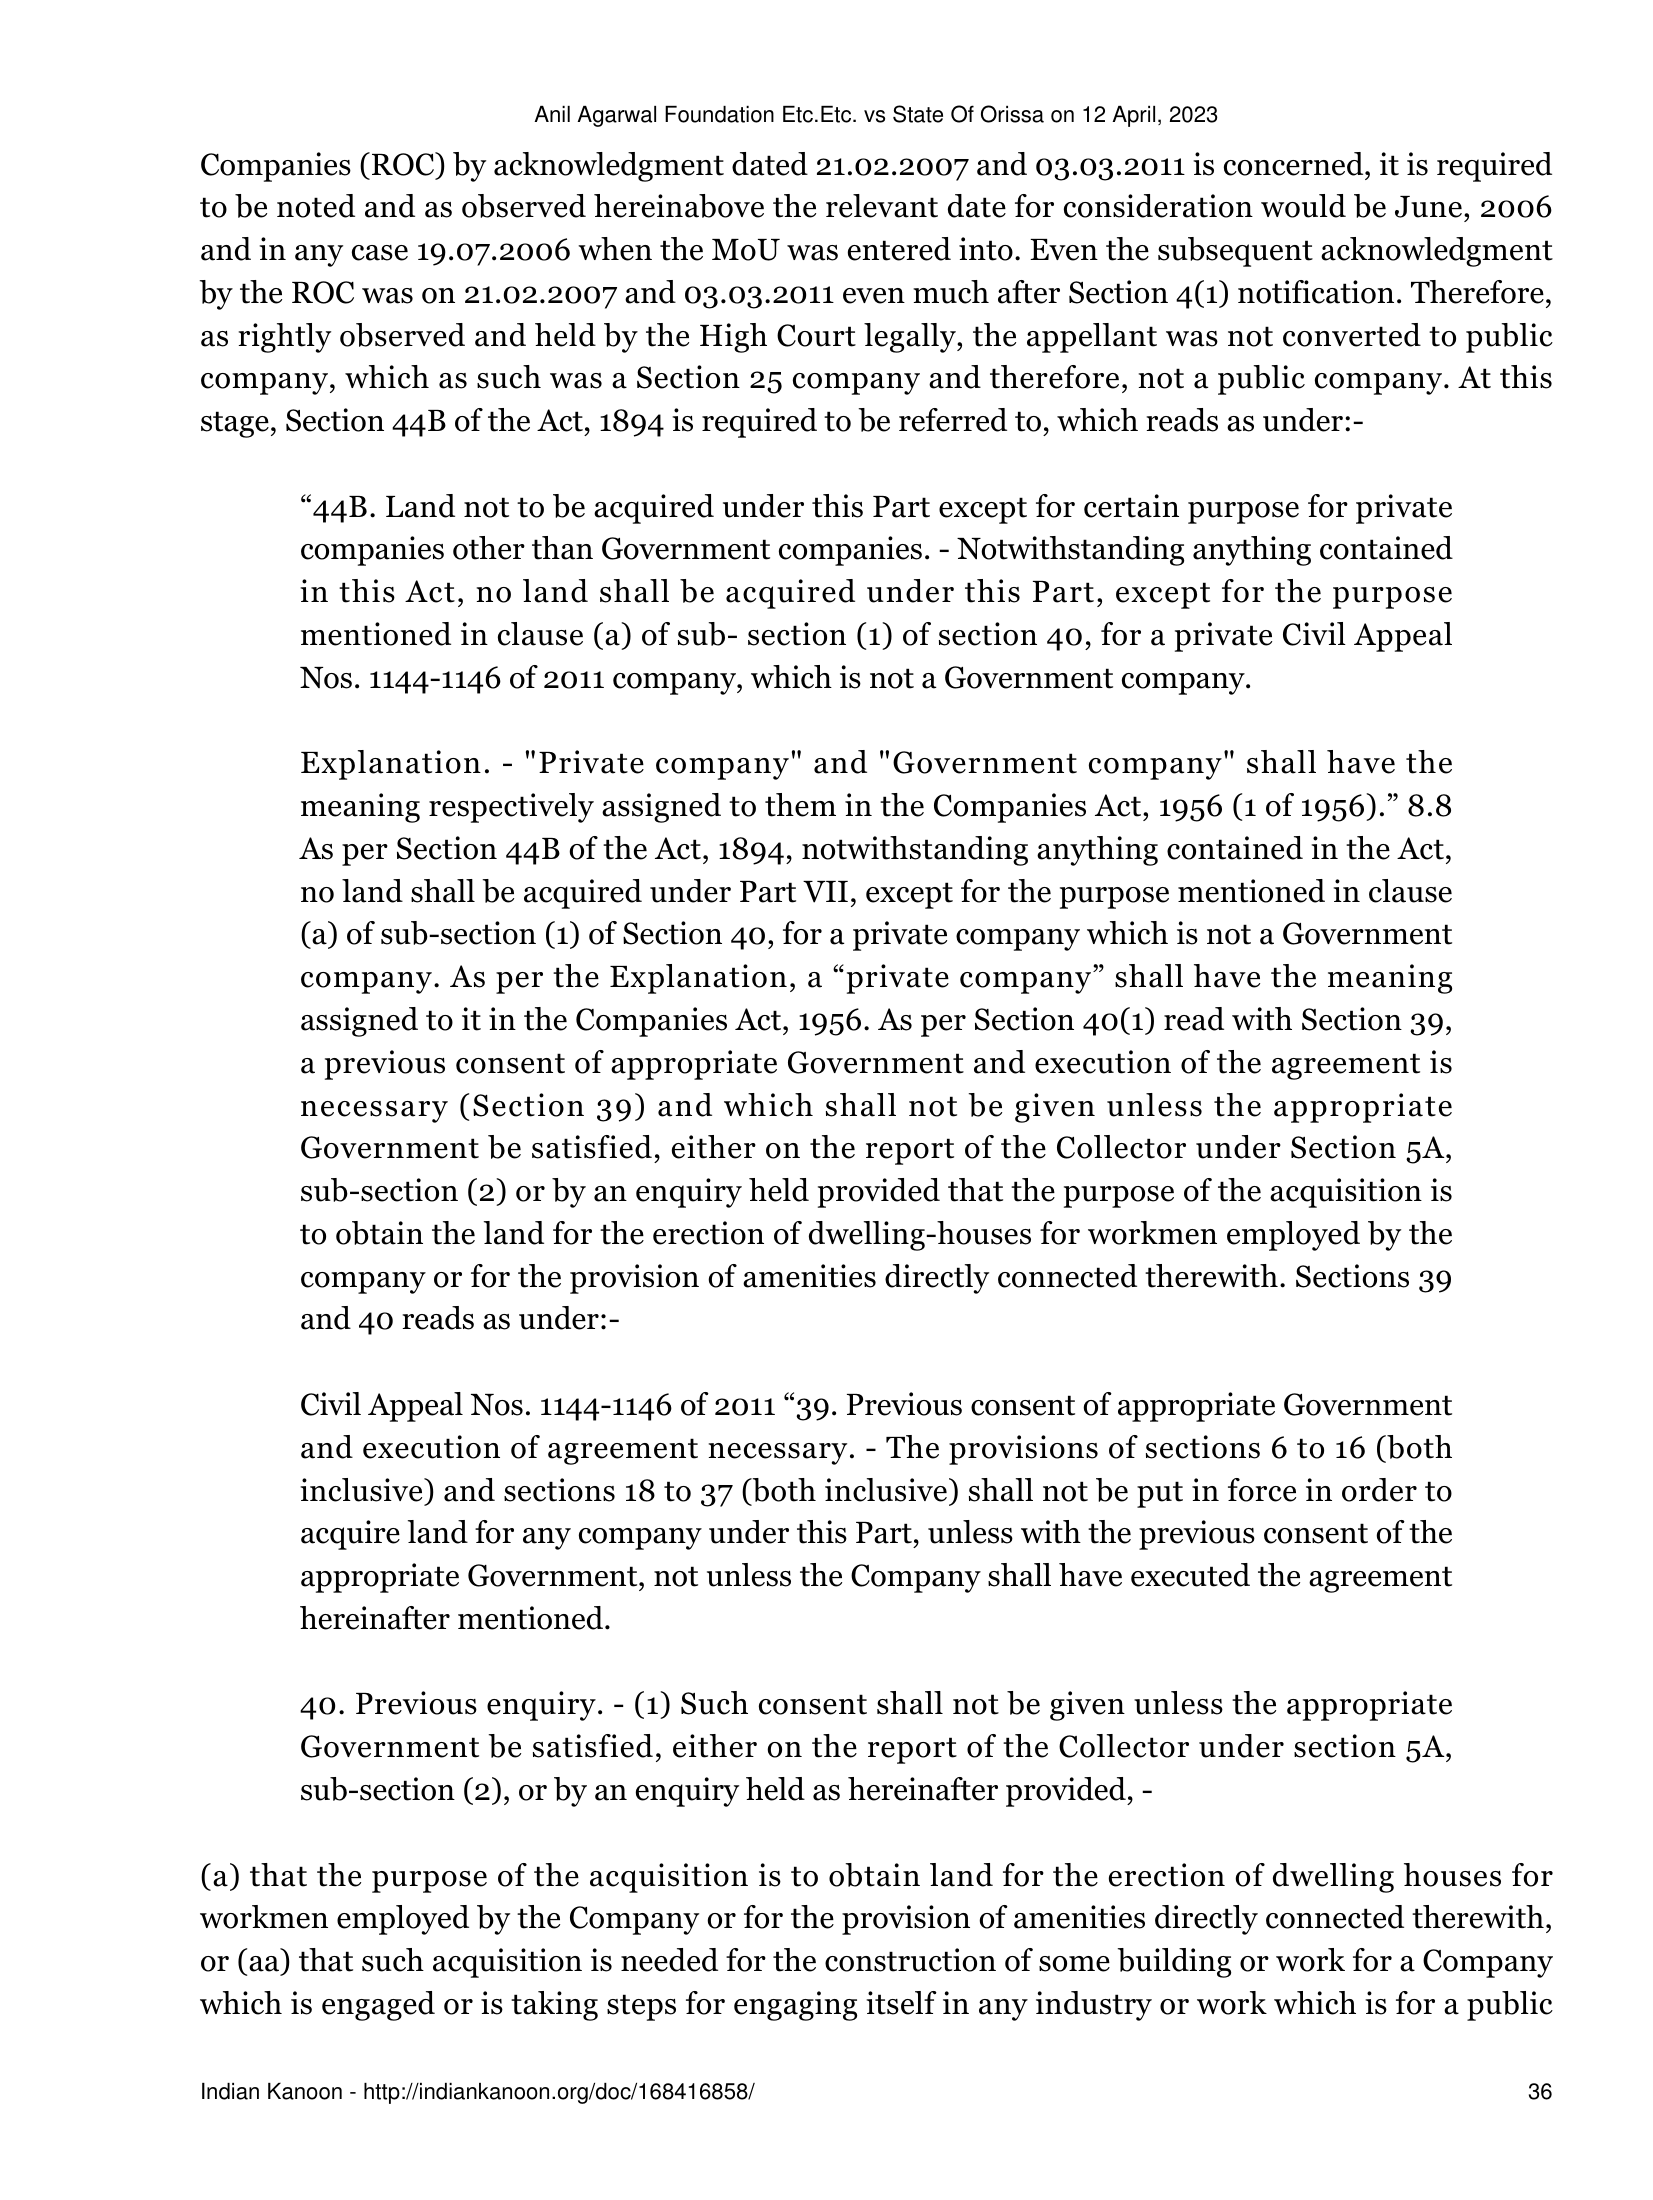 Anil Agarwal Foundation Etc.Etc. vs State Of Orissa on 12 April, 2023
Companies (ROC) by acknowledgment dated 21.02.2007 and 03.03.2011 is concerned, it is required
to be noted and as observed hereinabove the relevant date for consideration would be June, 2006
and in any case 19.07.2006 when the MoU was entered into. Even the subsequent acknowledgment
by the ROC was on 21.02.2007 and 03.03.2011 even much after Section 4(1) notification. Therefore,
as rightly observed and held by the High Court legally, the appellant was not converted to public
company, which as such was a Section 25 company and therefore, not a public company. At this
stage, Section 44B of the Act, 1894 is required to be referred to, which reads as under:-
“44B. Land not to be acquired under this Part except for certain purpose for private
companies other than Government companies. - Notwithstanding anything contained
in this Act, no land shall be acquired under this Part, except for the purpose
mentioned in clause (a) of sub- section (1) of section 40, for a private Civil Appeal
Nos. 1144-1146 of 2011 company, which is not a Government company.
Explanation. - "Private company" and "Government company" shall have the
meaning respectively assigned to them in the Companies Act, 1956 (1 of 1956).” 8.8
As per Section 44B of the Act, 1894, notwithstanding anything contained in the Act,
no land shall be acquired under Part VII, except for the purpose mentioned in clause
(a) of sub-section (1) of Section 40, for a private company which is not a Government
company. As per the Explanation, a “private company” shall have the meaning
assigned to it in the Companies Act, 1956. As per Section 40(1) read with Section 39,
a previous consent of appropriate Government and execution of the agreement is
necessary (Section 39) and which shall not be given unless the appropriate
Government be satisfied, either on the report of the Collector under Section 5A,
sub-section (2) or by an enquiry held provided that the purpose of the acquisition is
to obtain the land for the erection of dwelling-houses for workmen employed by the
company or for the provision of amenities directly connected therewith. Sections 39
and 40 reads as under:-
Civil Appeal Nos. 1144-1146 of 2011 “39. Previous consent of appropriate Government
and execution of agreement necessary. - The provisions of sections 6 to 16 (both
inclusive) and sections 18 to 37 (both inclusive) shall not be put in force in order to
acquire land for any company under this Part, unless with the previous consent of the
appropriate Government, not unless the Company shall have executed the agreement
hereinafter mentioned.
40. Previous enquiry. - (1) Such consent shall not be given unless the appropriate
Government be satisfied, either on the report of the Collector under section 5A,
sub-section (2), or by an enquiry held as hereinafter provided, -
(a) that the purpose of the acquisition is to obtain land for the erection of dwelling houses for
workmen employed by the Company or for the provision of amenities directly connected therewith,
or (aa) that such acquisition is needed for the construction of some building or work for a Company
which is engaged or is taking steps for engaging itself in any industry or work which is for a public
Indian Kanoon - http://indiankanoon.org/doc/168416858/ 36